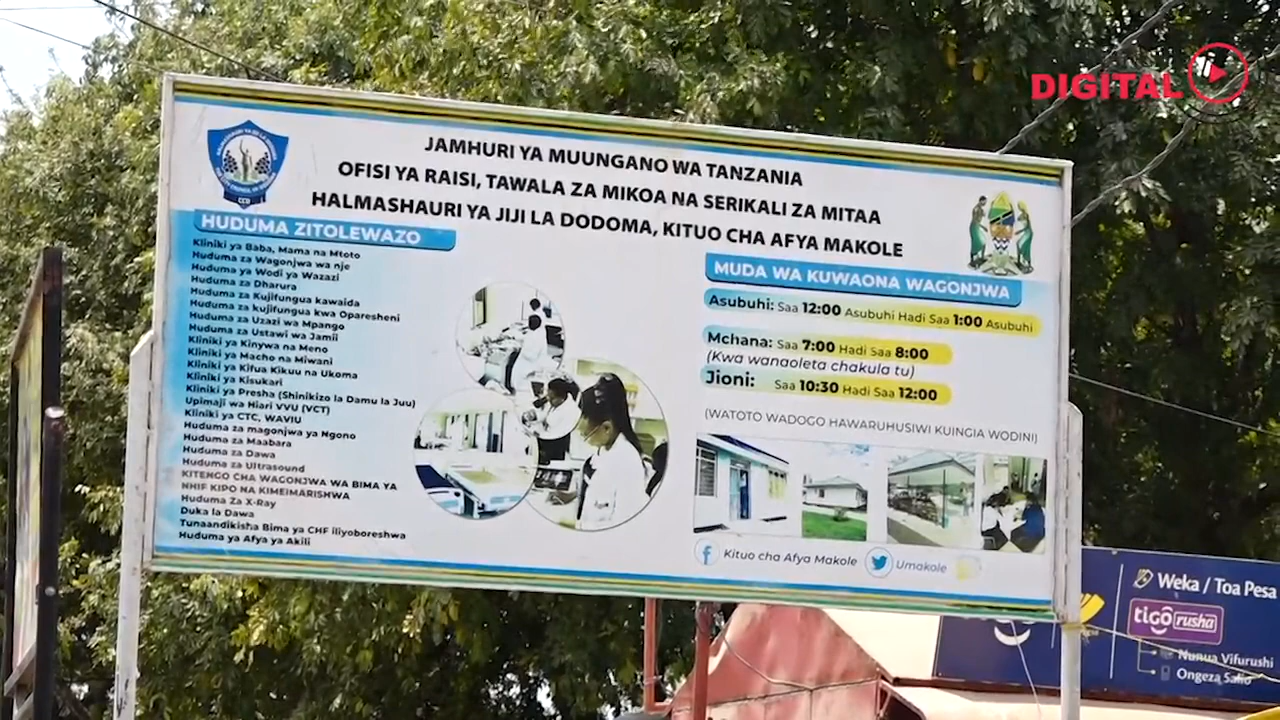 DIGITAL
JAMHURI YA MUUNGANO WA TANZANIA
OFISI YA RAISI, TAWALA ZA MIKOA NA SERIKALI ZA MITAA
HALMASHAURI YA JIJI LA DODOMA, KITUO CHA AFYA MAKOLE
HUDUMA ZITOLEWAZO
Kliniki ya Baba, Mama na Mtoto
Huduma za Wagonjwa wa nje
Huduma ya Wodi ya Wazazi
Huduma za Dharura
Huduma za Kujifungua kawaida
Huduma za kujifungua kwa Oparesheni
Huduma za Uzazi wa Mpango
Huduma za Ustawi wa Jamii
Kliniki ya Kinywa na Meno
Kliniki ya Macho na Miwani
Kliniki ya Kifua Kikuu na Ukoma
Kliniki ya Kisukari
Kliniki ya Presha (Shinikizo la Damu la Juu)
Upimaji wa Hiari VVU (VCT)
Kliniki ya CTC, WAVIU
Huduma za magonjwa ya Ngono
Huduma za Maabara
Huduma za Dawa
Huduma za Ultrasound
KITENGO CHA WAGONJWA WA BIMA YA
NHIF KIPO NA KIMEIMARISHWA
Huduma Za X-Ray
Duka la Dawa
Tunaandikisha Bima ya CHF iliyoboreshwa
Huduma ya Afya ya Akili
MUDA WA KUWAONA WAGONJWA
Asubuhi: Saa 12:00 Asubuhi Hadi Saa 1:00 Asubuhi
Mchana: Saa 7:00 Hadi Saa 8:00
(Kwa wanaoleta chakula tu)
Jioni: Saa 10:30 Hadi Saa 12:00
(WATOTO WADOGO HAWARUHUSIWI KUINGIA WODINI)
Kituo cha Afya Makole
Umakole
Weka / Toa Pesa
tigo rusha
Nunua Vifurushi
Ongeza Salio